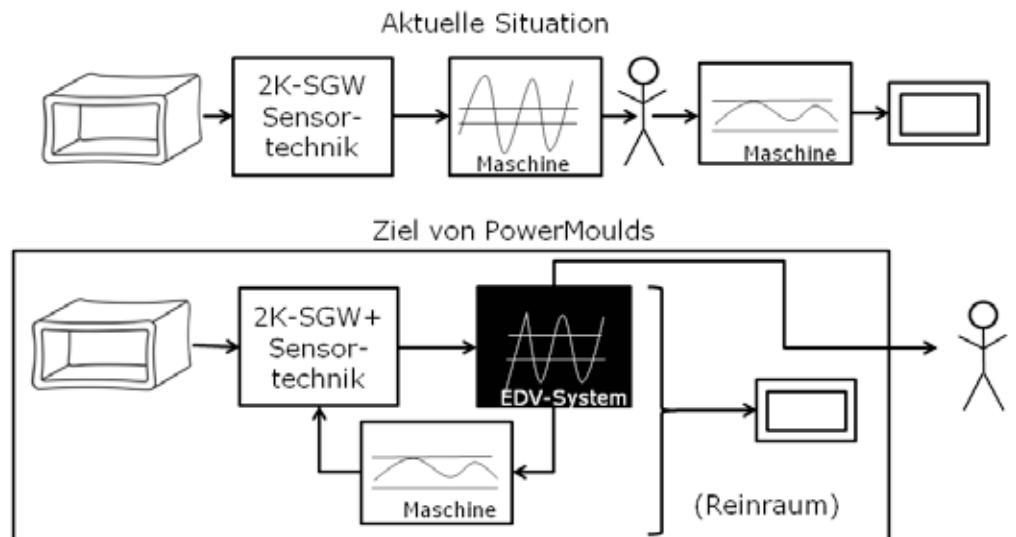 Aktuelle Situation
2K-SGW
Sensor-
technik
Maschine
Maschine
Ziel von PowerMoulds
2K-SGW+
Sensor-
technik
EDV-System
Maschine
(Reinraum)